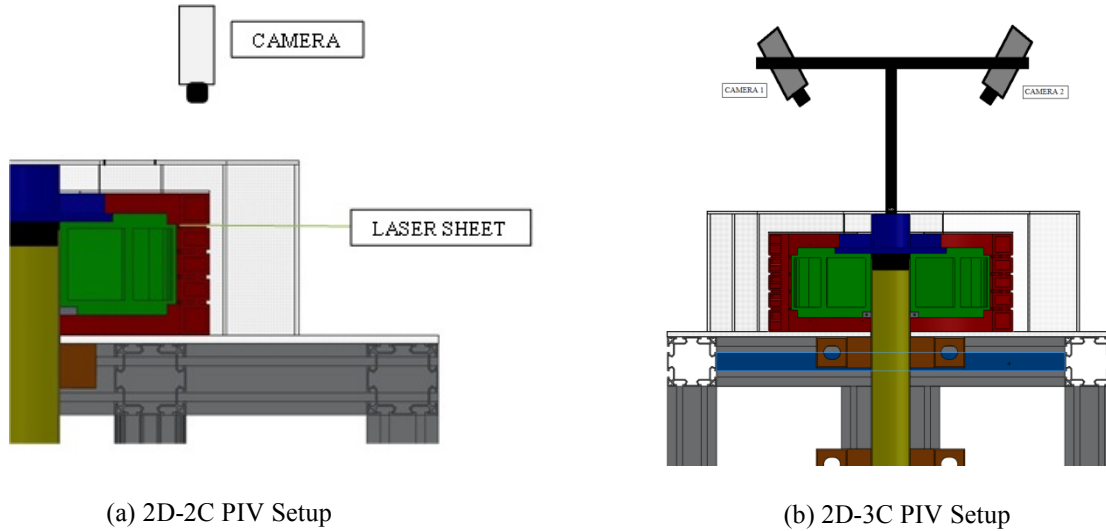 CAMERA
LASER SHEET
(a) 2D-2C PIV Setup
CAMERA 1
CAMERA 2
(b) 2D-3C PIV Setup